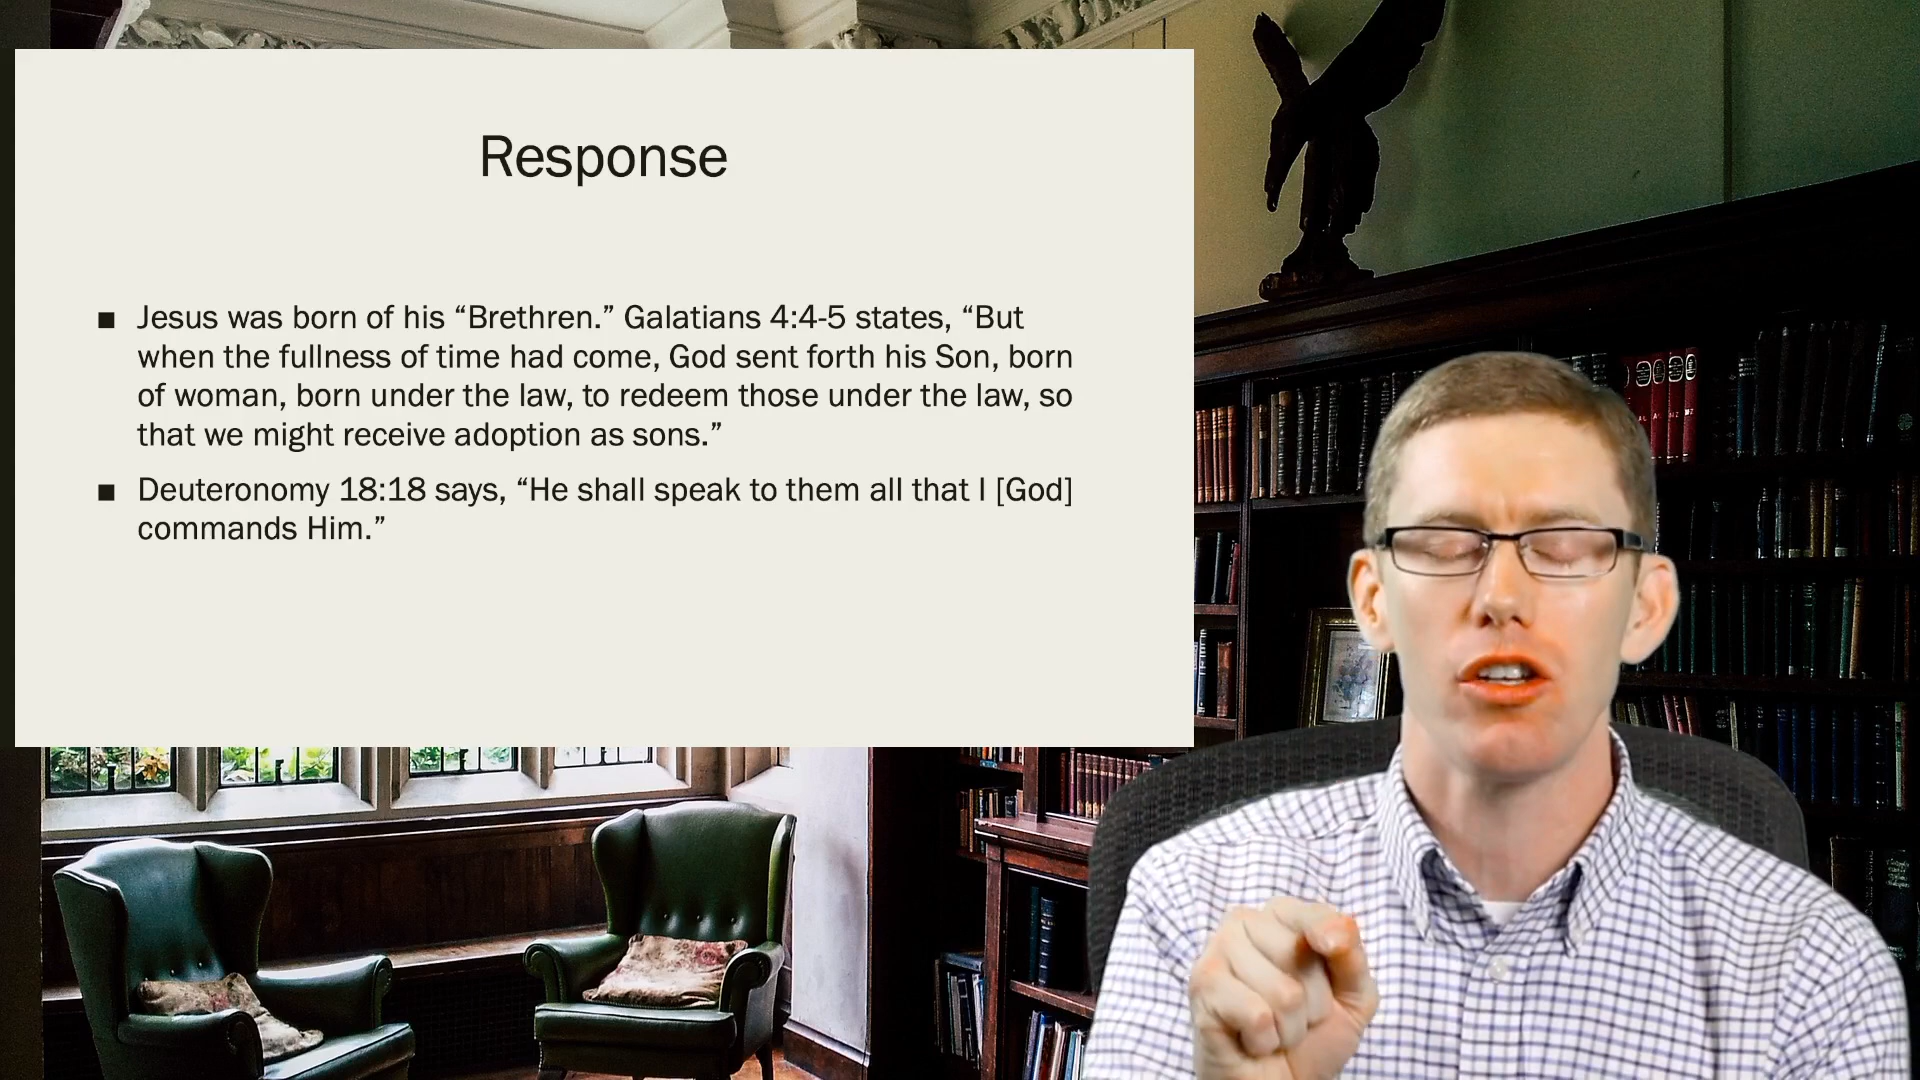 Response
■ Jesus was born of his “Brethren.” Galatians 4:4-5 states, “But
when the fullness of time had come, God sent forth his Son, born
of woman, born under the law, to redeem those under the law, so
that we might receive adoption as sons.”
■ Deuteronomy 18:18 says, “He shall speak to them all that I [God]
commands Him.”